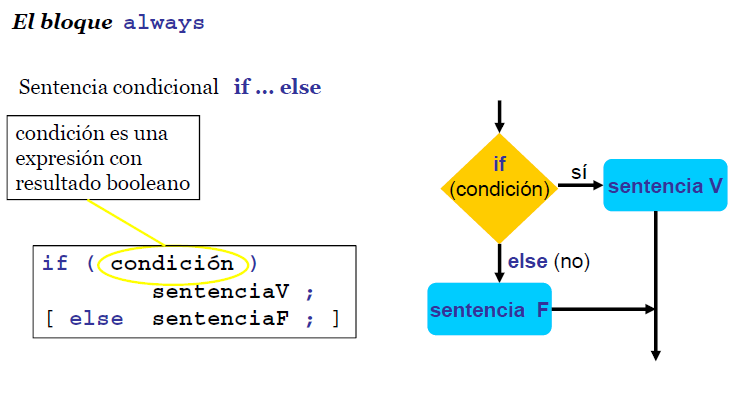 El bloque always
Sentencia condicional if ... else
condición es una
expresión con
resultado booleano
if ( condición )
sentenciaV ;
[ else sentenciaF ; ]
if
(condición)
sí
sentencia V
else (no)
sentencia F